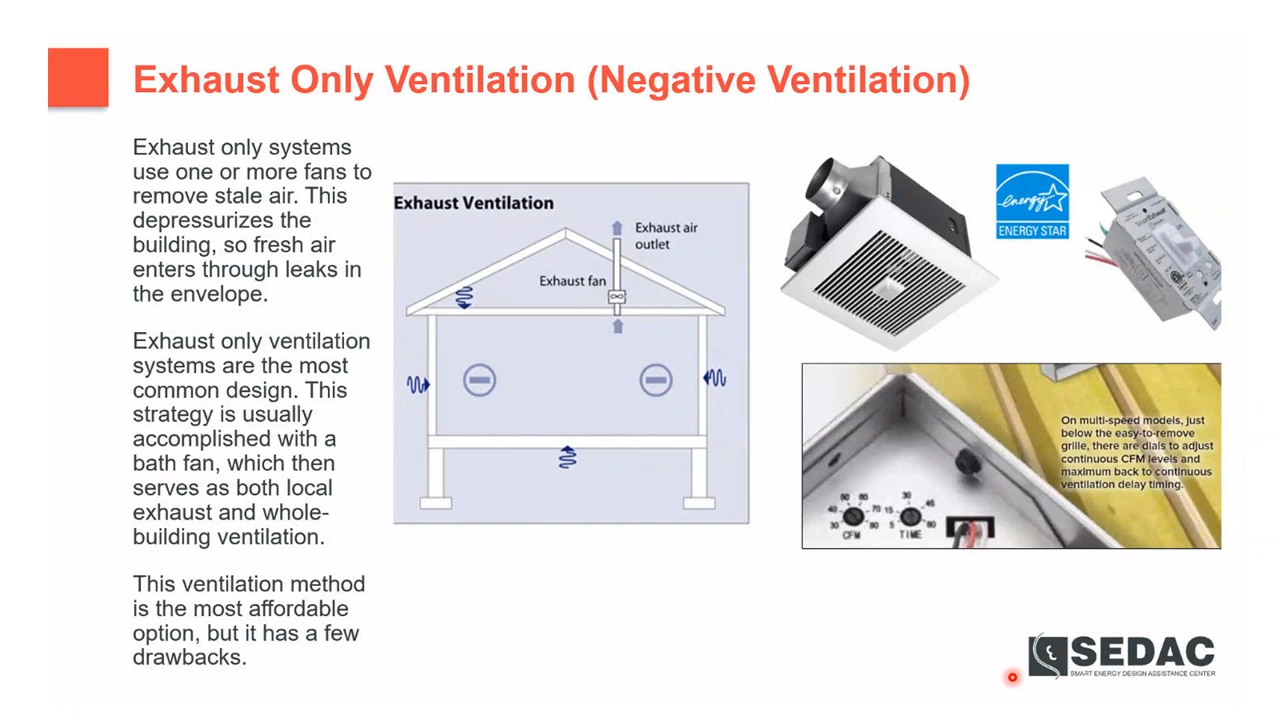 Exhaust Only Ventilation (Negative Ventilation)
Exhaust only systems
use one or more fans to
remove stale air. This
depressurizes the
building, so fresh air
enters through leaks in
the envelope.
Exhaust only ventilation
systems are the most
common design. This
strategy is usually
accomplished with a
bath fan, which then
serves as both local
exhaust and whole-
building ventilation.
This ventilation method
is the most affordable
option, but it has a few
drawbacks.
Exhaust Ventilation
Exhaust air
outlet
Exhaust fan
energy
ENERGY STAR
On multi-speed models, just
below the easy-to-remove
grille, there are dials to adjust
continuous CFM levels and
maximum back to continuous
ventilation delay timing.
CFM
TIME
SEDAC
SMART ENERGY DESIGN ASSISTANCE CENTER